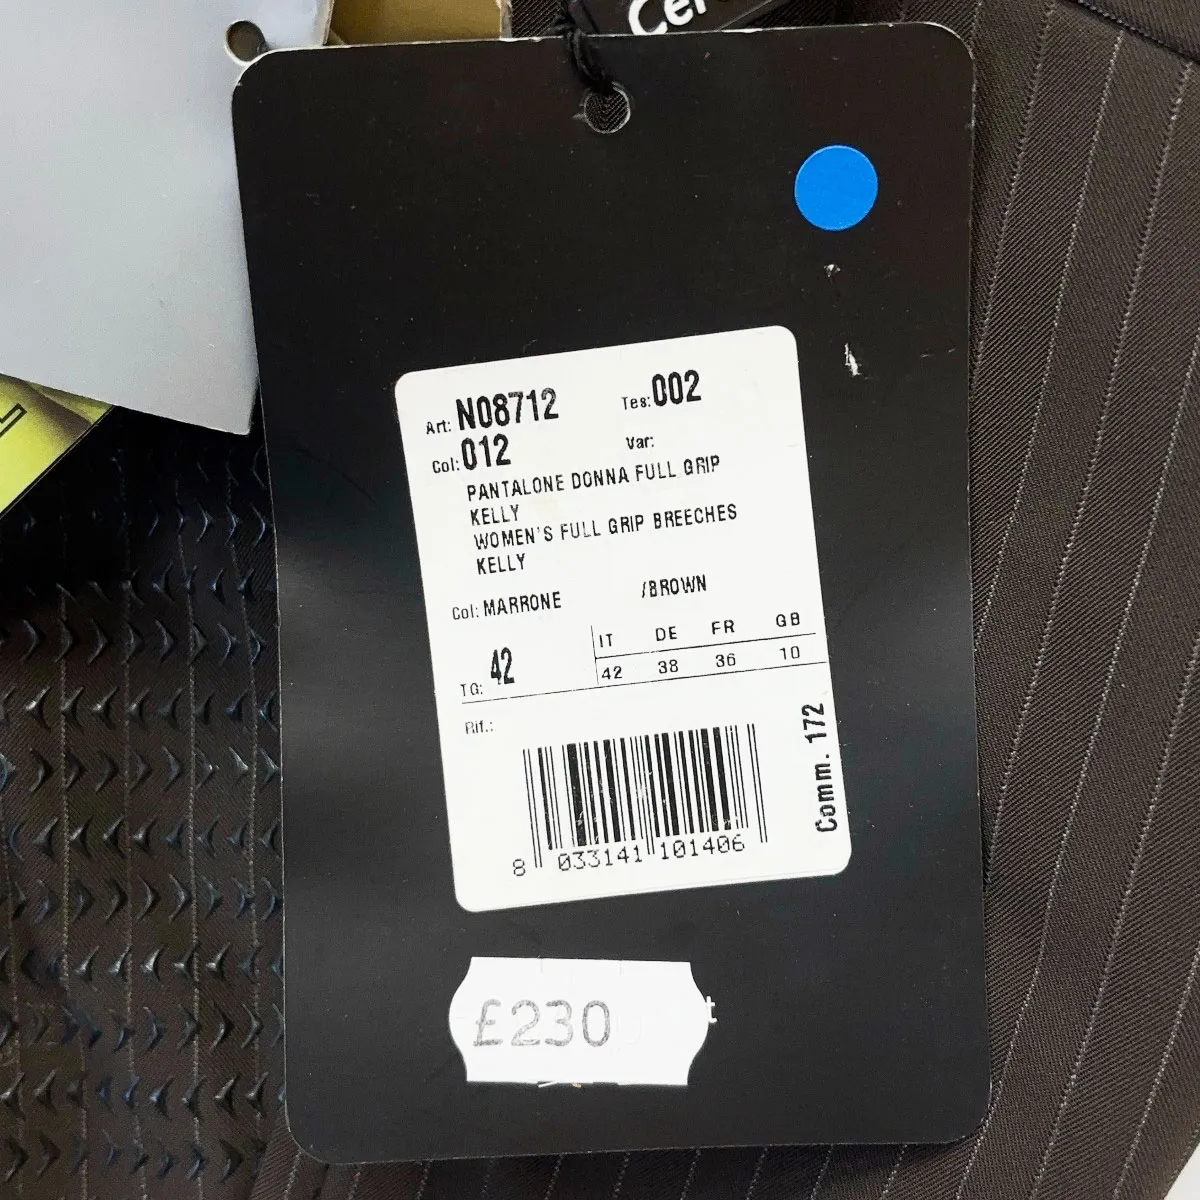 Cer
Art: N08712 Tes: 002
Col: 012 Var:
PANTALONE DONNA FULL GRIP
KELLY
WOMEN'S FULL GRIP BREECHES
KELLY
Col: MARRONE /BROWN
IT DE FR GB
TG: 42 42 38 36 10
Rif.:
Comm. 172
8 033141 101406
£230